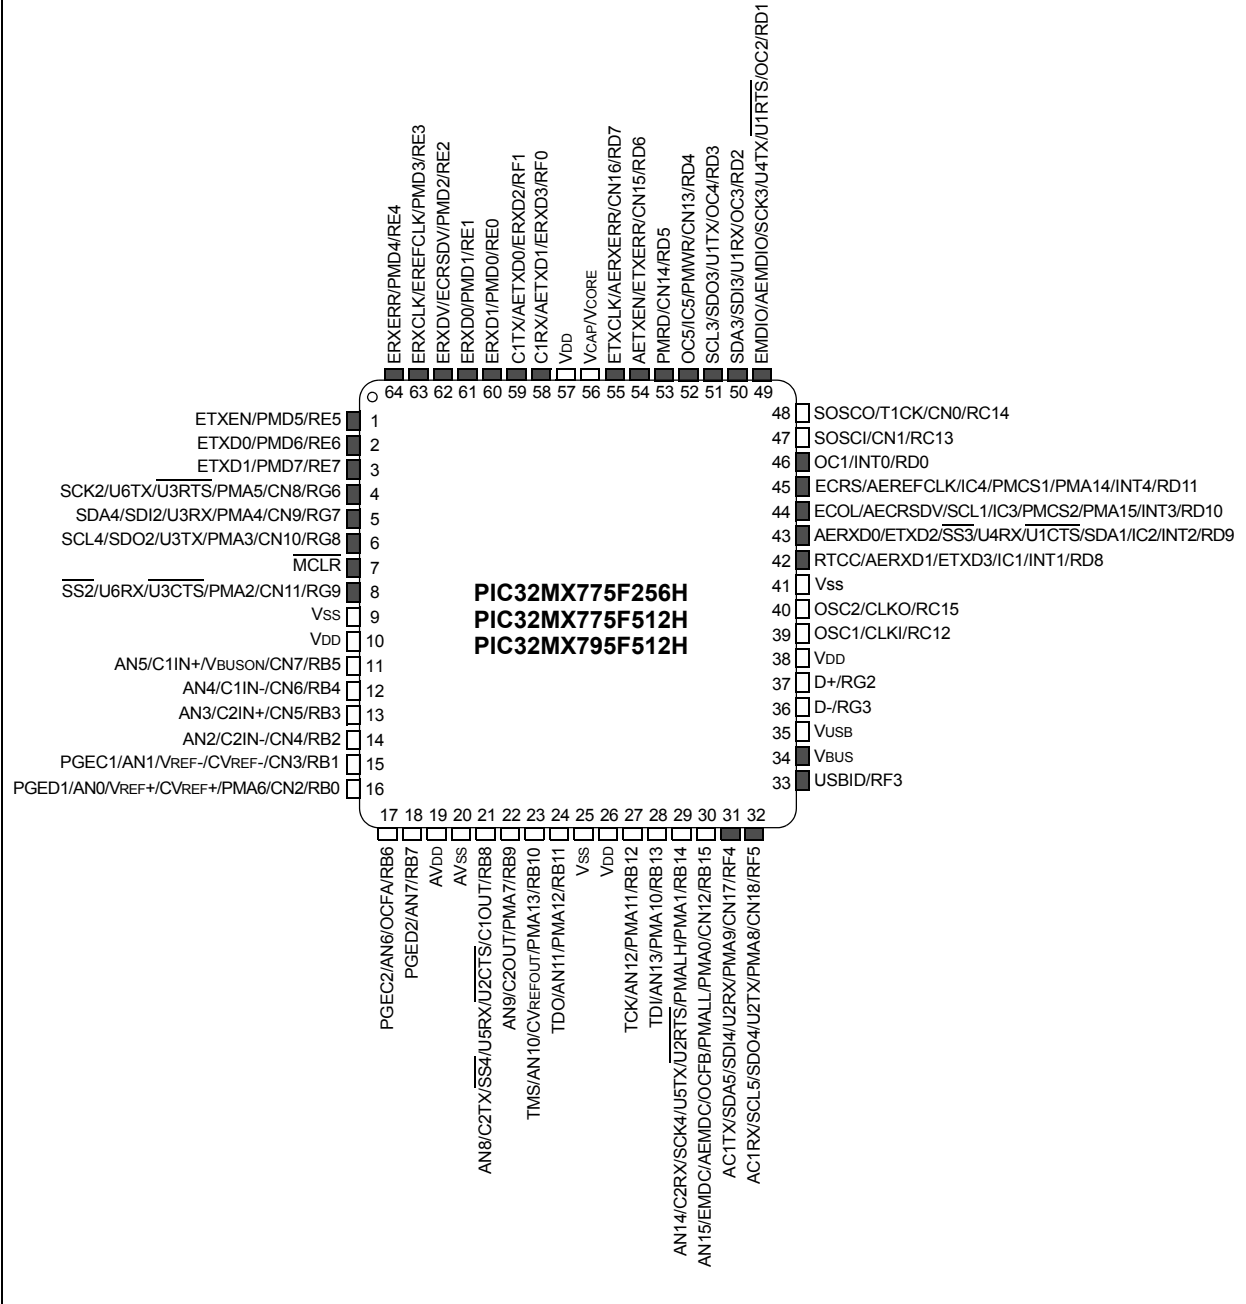 ERXERR/PMD4/RE4
ERXCLK/EREFCLK/PMD3/RE3
ERXDV/ECRSDV/PMD2/RE2
ERXD0/PMD1/RE1
ERXD1/PMD0/RE0
C1TX/AETXD0/ERXD2/RF1
C1RX/AETXD1/ERXD3/RF0
VDD
VCAP/VCORE
ETXCLK/AERXERR/CN16/RD7
AETXEN/ETXERR/CN15/RD6
PMRD/CN14/RD5
OC5/IC5/PMWR/CN13/RD4
SCL3/SDO3/U1TX/OC4/RD3
SDA3/SDI3/U1RX/OC3/RD2
EMDIO/AEMDIO/SCK3/U4TX/U1RTS/OC2/RD1
64 63 62 61 60 59 58 57 56 55 54 53 52 51 50 49
ETXEN/PMD5/RE5 1
ETXD0/PMD6/RE6 2
ETXD1/PMD7/RE7 3
SCK2/U6TX/U3RTS/PMA5/CN8/RG6 4
SDA4/SDI2/U3RX/PMA4/CN9/RG7 5
SCL4/SDO2/U3TX/PMA3/CN10/RG8 6
MCLR 7
SS2/U6RX/U3CTS/PMA2/CN11/RG9 8
VSS 9
VDD 10
AN5/C1IN+/VBUSON/CN7/RB5 11
AN4/C1IN-/CN6/RB4 12
AN3/C2IN+/CN5/RB3 13
AN2/C2IN-/CN4/RB2 14
PGEC1/AN1/VREF-/CVREF-/CN3/RB1 15
PGED1/AN0/VREF+/CVREF+/PMA6/CN2/RB0 16
PIC32MX775F256H
PIC32MX775F512H
PIC32MX795F512H
48 SOSCO/T1CK/CN0/RC14
47 SOSCI/CN1/RC13
46 OC1/INT0/RD0
45 ECRS/AEREFCLK/IC4/PMCS1/PMA14/INT4/RD11
44 ECOL/AECRSDV/SCL1/IC3/PMCS2/PMA15/INT3/RD10
43 AERXD0/ETXD2/SS3/U4RX/U1CTS/SDA1/IC2/INT2/RD9
42 RTCC/AERXD1/ETXD3/IC1/INT1/RD8
41 Vss
40 OSC2/CLKO/RC15
39 OSC1/CLKI/RC12
38 VDD
37 D+/RG2
36 D-/RG3
35 VUSB
34 VBUS
33 USBID/RF3
17 18 19 20 21 22 23 24 25 26 27 28 29 30 31 32
PGEC2/AN6/OCFA/RB6
PGED2/AN7/RB7
AVDD
AVSS
AN8/C2TX/SS4/U5RX/U2CTS/C1OUT/RB8
AN9/C2OUT/PMA7/RB9
TMS/AN10/CVREFOUT/PMA13/RB10
TDO/AN11/PMA12/RB11
VSS
VDD
TCK/AN12/PMA11/RB12
TDI/AN13/PMA10/RB13
AN14/C2RX/SCK4/U5TX/U2RTS/PMALH/PMA1/RB14
AN15/EMDC/AEMDC/OCFB/PMALL/PMA0/CN12/RB15
AC1TX/SDA5/SDI4/U2RX/PMA9/CN17/RF4
AC1RX/SCL5/SDO4/U2TX/PMA8/CN18/RF5